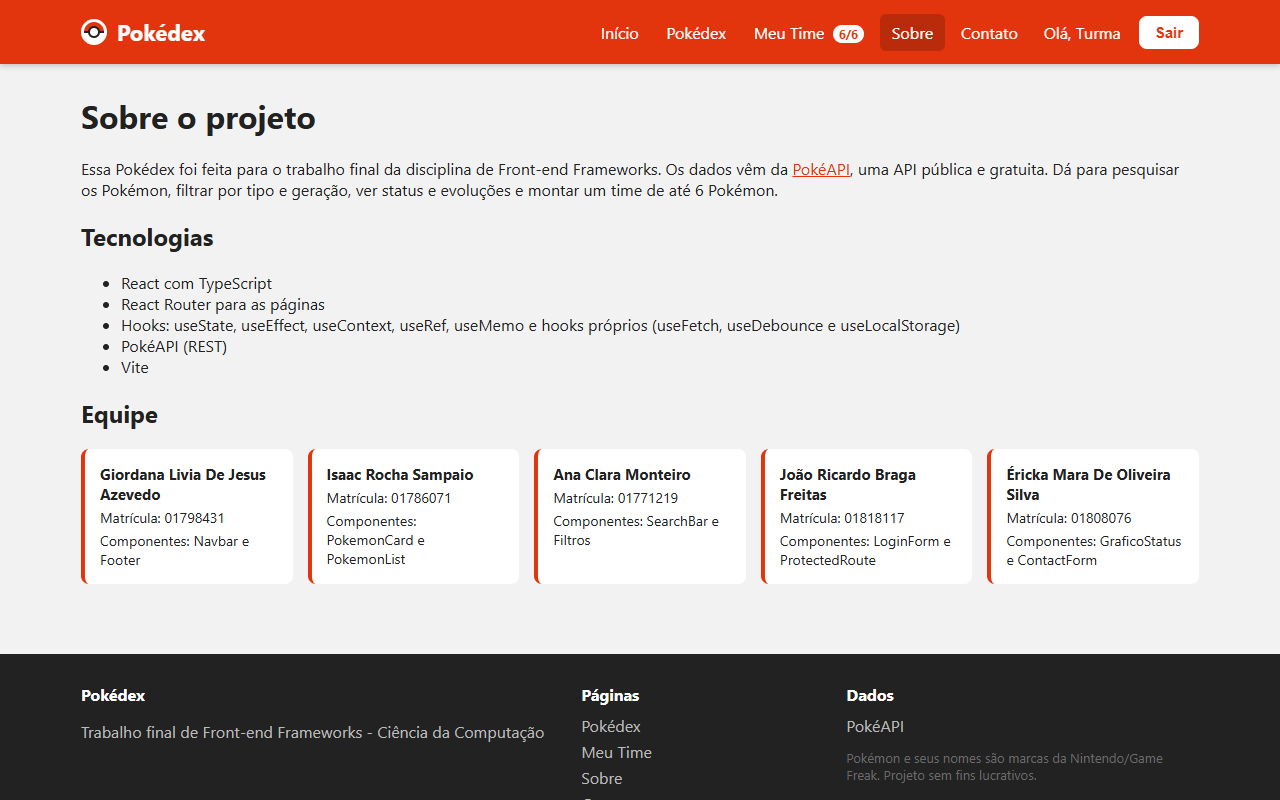 Pokédex
Início
Pokédex
Meu Time 6/6
Sobre
Contato
Olá, Turma
Sair
Sobre o projeto
Essa Pokédex foi feita para o trabalho final da disciplina de Front-end Frameworks. Os dados vêm da PokéAPI, uma API pública e gratuita. Dá para pesquisar
os Pokémon, filtrar por tipo e geração, ver status e evoluções e montar um time de até 6 Pokémon.
Tecnologias
• React com TypeScript
• React Router para as páginas
• Hooks: useState, useEffect, useContext, useRef, useMemo e hooks próprios (useFetch, useDebounce e useLocalStorage)
• PokéAPI (REST)
• Vite
Equipe
Giordana Livia De Jesus
Azevedo
Matrícula: 01798431
Componentes: Navbar e
Footer
Isaac Rocha Sampaio
Matrícula: 01786071
Componentes:
PokemonCard e
PokemonList
Ana Clara Monteiro
Matrícula: 01771219
Componentes: SearchBar e
Filtros
João Ricardo Braga
Freitas
Matrícula: 01818117
Componentes: LoginForm e
ProtectedRoute
Éricka Mara De Oliveira
Silva
Matrícula: 01808076
Componentes: GraficoStatus
e ContactForm
Pokédex
Trabalho final de Front-end Frameworks - Ciência da Computação
Páginas
Pokédex
Meu Time
Sobre
Dados
PokéAPI
Pokémon e seus nomes são marcas da Nintendo/Game
Freak. Projeto sem fins lucrativos.